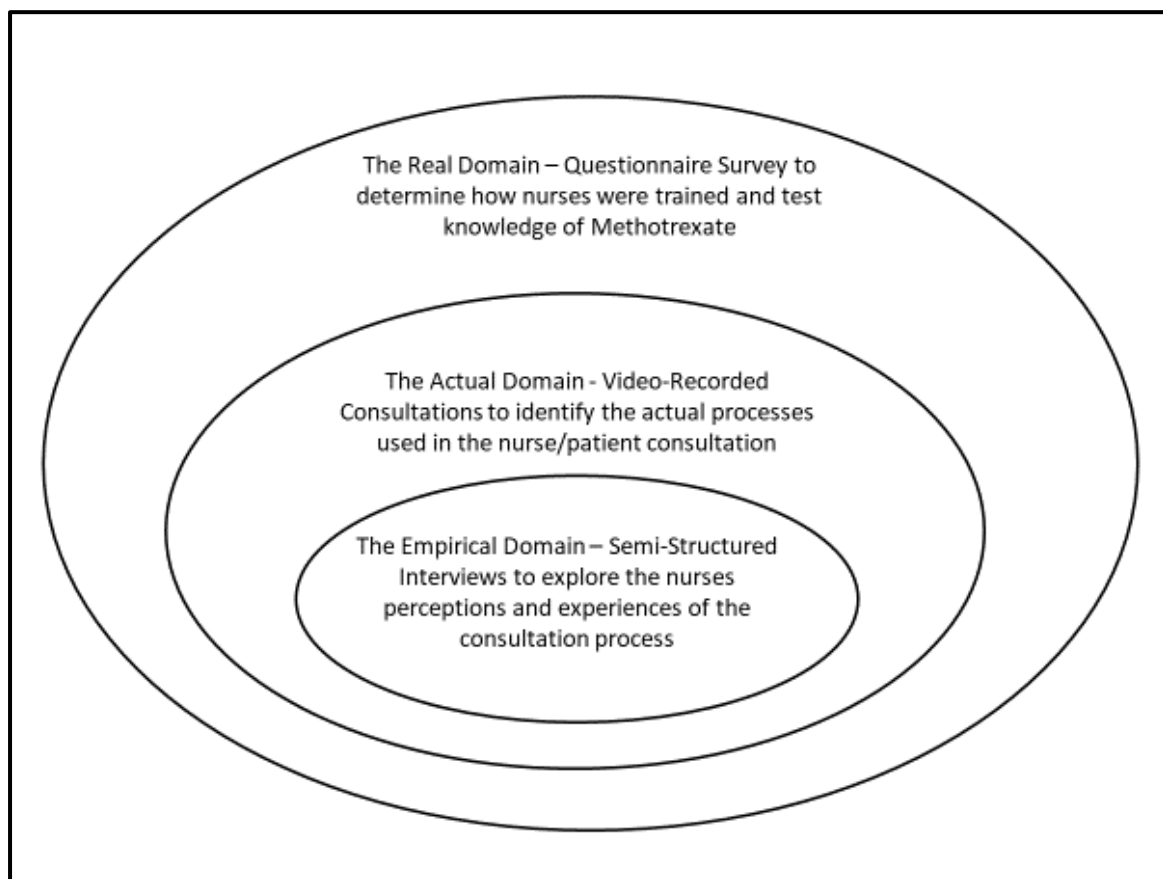 The Real Domain – Questionnaire Survey to
determine how nurses were trained and test
knowledge of Methotrexate
The Actual Domain - Video-Recorded
Consultations to identify the actual processes
used in the nurse/patient consultation
The Empirical Domain – Semi-Structured
Interviews to explore the nurses
perceptions and experiences of the
consultation process